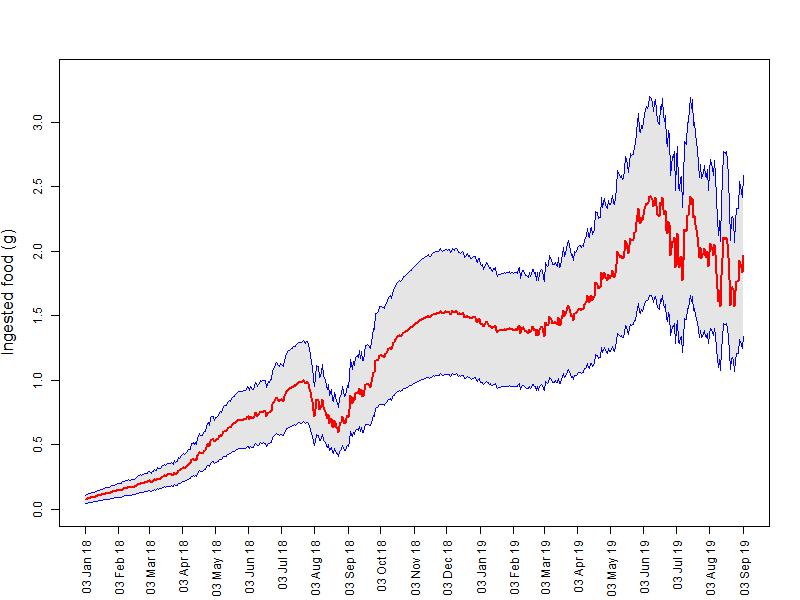 Ingested food (g)
3.0
2.5
2.0
1.5
1.0
0.5
0.0
03 Jan 18
03 Feb 18
03 Mar 18
03 Apr 18
03 May 18
03 Jun 18
03 Jul 18
03 Aug 18
03 Sep 18
03 Oct 18
03 Nov 18
03 Dec 18
03 Jan 19
03 Feb 19
03 Mar 19
03 Apr 19
03 May 19
03 Jun 19
03 Jul 19
03 Aug 19
03 Sep 19